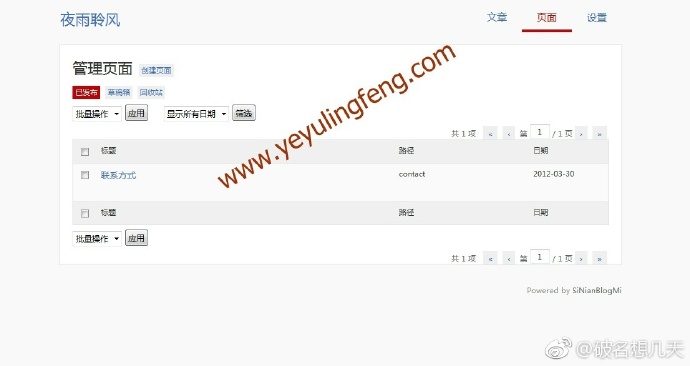 夜雨聆风 文章 页面 设置
管理页面 创建页面
已发布 草稿箱 回收站
批量操作 应用 显示所有日期 筛选
www.yeyulingfeng.com
共 1 项 « ‹ 第 1 / 1 页 › »
标题 路径 日期
联系方式 contact 2012-03-30
标题 路径 日期
批量操作 应用
共 1 项 « ‹ 第 1 / 1 页 › »
Powered by SiNianBlogMi
@破名想几天